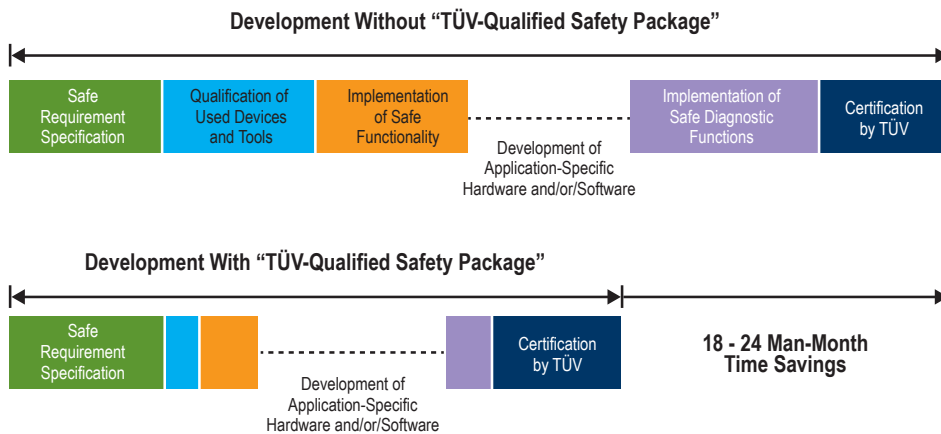 Development Without “TÜV-Qualified Safety Package”
Safe
Requirement
Specification
Qualification of
Used Devices
and Tools
Implementation
of Safe
Functionality
Development of
Application-Specific
Hardware and/or/Software
Implementation of
Safe Diagnostic
Functions
Certification
by TÜV
Development With “TÜV-Qualified Safety Package”
Safe
Requirement
Specification
Development of
Application-Specific
Hardware and/or/Software
Certification
by TÜV
18 - 24 Man-Month
Time Savings